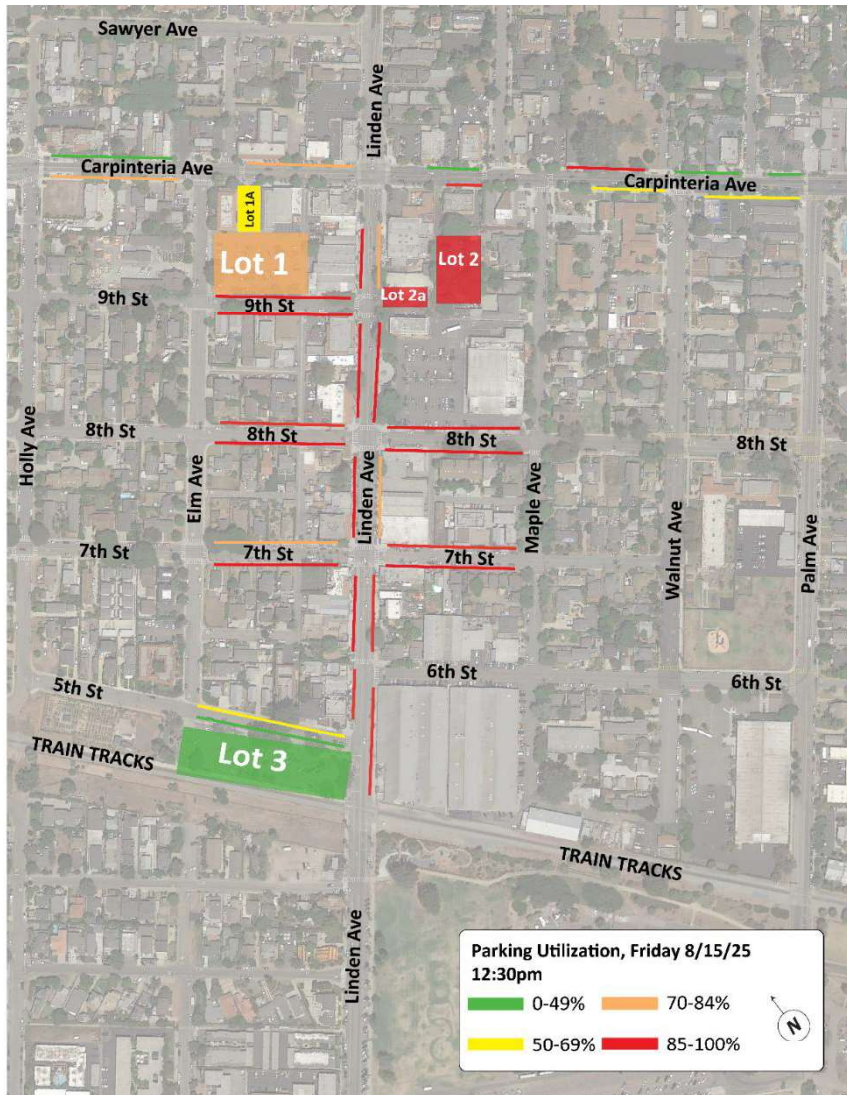 Sawyer Ave
Linden Ave
Carpinteria Ave
Carpinteria Ave
Lot 1A
Lot 1
Lot 2
Lot 2a
9th St
9th St
Holly Ave
8th St
8th St
8th St
8th St
Elm Ave
Linden Ave
Maple Ave
Walnut Ave
Palm Ave
7th St
7th St
7th St
6th St
6th St
5th St
Lot 3
TRAIN TRACKS
TRAIN TRACKS
Linden Ave
Parking Utilization, Friday 8/15/25
12:30pm
0-49%
70-84%
50-69%
85-100%
N